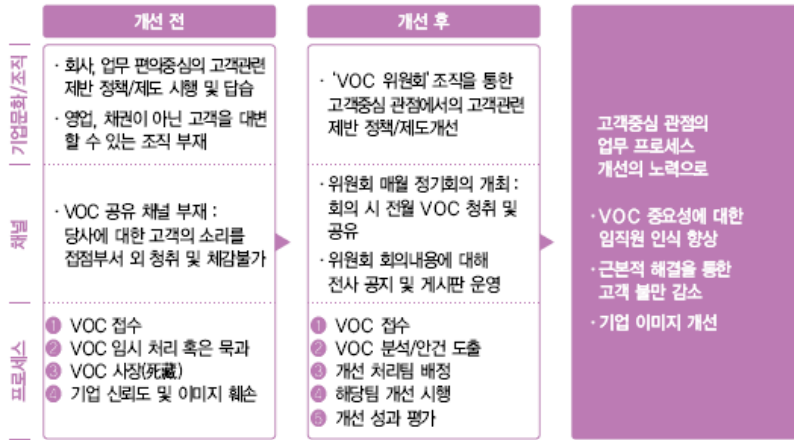 개선 전
개선 후
기업문화/조직
· 회사, 업무 편의중심의 고객관련
제반 정책/제도 시행 및 답습
· 영업, 채권이 아닌 고객을 대변
할 수 있는 조직 부재
· 'VOC 위원회' 조직을 통한
고객중심 관점에서의 고객관련
제반 정책/제도개선
채널
· VOC 공유 채널 부재 :
당사에 대한 고객의 소리를
접점부서 외 청취 및 체감불가
· 위원회 매월 정기회의 개최 :
회의 시 전월 VOC 청취 및
공유
· 위원회 회의내용에 대해
전사 공지 및 게시판 운영
프로세스
❶ VOC 접수
❷ VOC 임시 처리 혹은 묵과
❸ VOC 사장(死藏)
❹ 기업 신뢰도 및 이미지 훼손
❶ VOC 접수
❷ VOC 분석/안건 도출
❸ 개선 처리팀 배정
❹ 해당팀 개선 시행
❺ 개선 성과 평가
고객중심 관점의
업무 프로세스
개선의 노력으로
· VOC 중요성에 대한
임직원 인식 향상
· 근본적 해결을 통한
고객 불만 감소
· 기업 이미지 개선